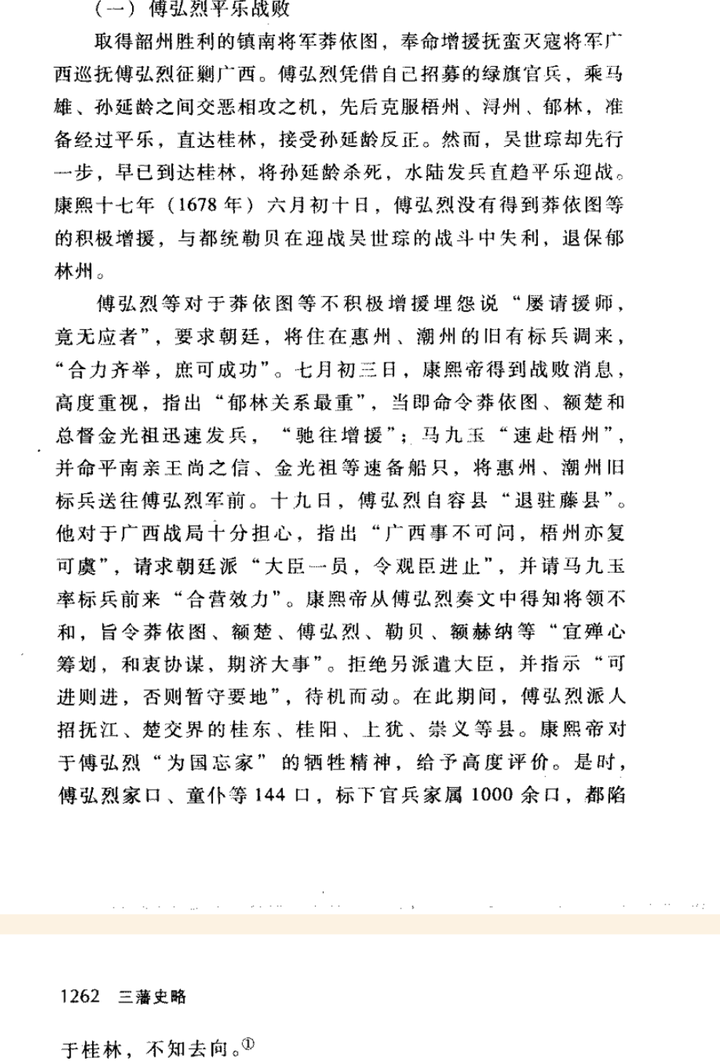 （一）傅弘烈平乐战败
取得韶州胜利的镇南将军莽依图，奉命增援抚蛮灭寇将军广
西巡抚傅弘烈征剿广西。傅弘烈凭借自己招募的绿旗官兵，乘马
雄、孙延龄之间交恶相攻之机，先后克服梧州、浔州、郁林，准
备经过平乐，直达桂林，接受孙延龄反正。然而，吴世琮却先行
一步，早已到达桂林，将孙延龄杀死，水陆发兵直趋平乐迎战。
康熙十七年（1678 年）六月初十日，傅弘烈没有得到莽依图等
的积极增援，与都统勒贝在迎战吴世琮的战斗中失利，退保郁
林州。
傅弘烈等对于莽依图等不积极增援埋怨说“屡请援师，
竟无应者”，要求朝廷，将住在惠州、潮州的旧有标兵调来，
“合力齐举，庶可成功”。七月初三日，康熙帝得到战败消息，
高度重视，指出“郁林关系最重”，当即命令莽依图、额楚和
总督金光祖迅速发兵，“驰往增援”；马九玉“速赴梧州”，
并命平南亲王尚之信、金光祖等速备船只，将惠州、潮州旧
标兵送往傅弘烈军前。十九日，傅弘烈自容县“退驻藤县”。
他对于广西战局十分担心，指出“广西事不可问，梧州亦复
可虞”，请求朝廷派“大臣一员，令观臣进止”，并请马九玉
率标兵前来“合营效力”。康熙帝从傅弘烈奏文中得知将领不
和，旨令莽依图、额楚、傅弘烈、勒贝、额赫纳等“宜殚心
筹划，和衷协谋，期济大事”。拒绝另派遣大臣，并指示“可
进则进，否则暂守要地”，待机而动。在此期间，傅弘烈派人
招抚江、楚交界的桂东、桂阳、上犹、崇义等县。康熙帝对
于傅弘烈“为国忘家”的牺牲精神，给予高度评价。是时，
傅弘烈家口、童仆等 144 口，标下官兵家属 1000 余口，都陷
1262 三藩史略
于桂林，不知去向。①